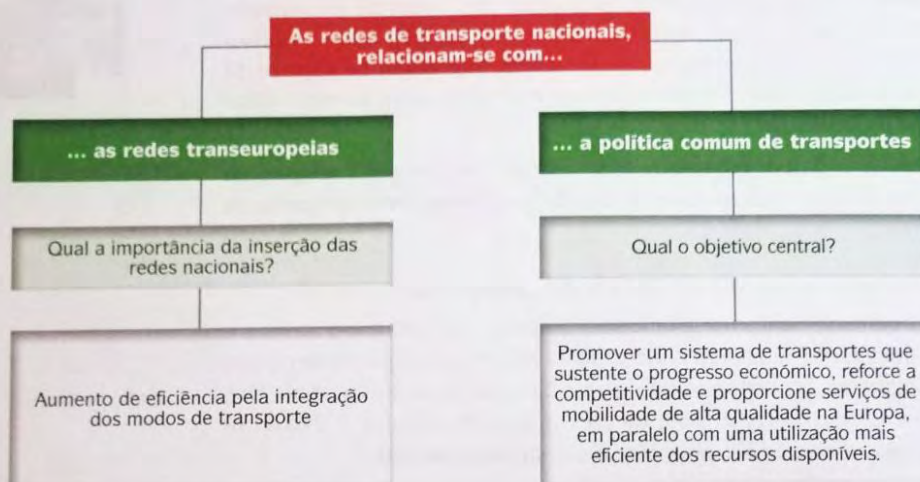 As redes de transporte nacionais,
relacionam-se com...
... as redes transeuropeias
Qual a importância da inserção das
redes nacionais?
Aumento de eficiência pela integração
dos modos de transporte
... a política comum de transportes
Qual o objetivo central?
Promover um sistema de transportes que
sustente o progresso económico, reforce a
competitividade e proporcione serviços de
mobilidade de alta qualidade na Europa,
em paralelo com uma utilização mais
eficiente dos recursos disponíveis.